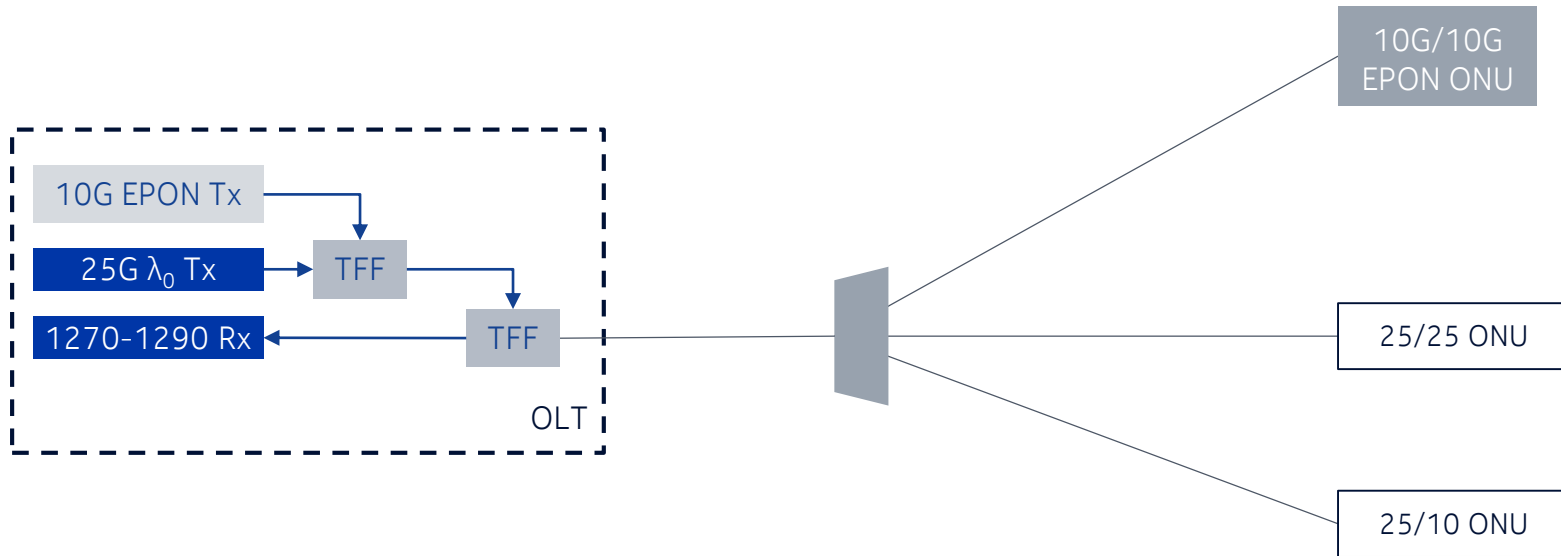 10G/10G
EPON ONU
10G EPON Tx
25G λ₀ Tx
TFF
1270-1290 Rx
TFF
25/25 ONU
OLT
25/10 ONU